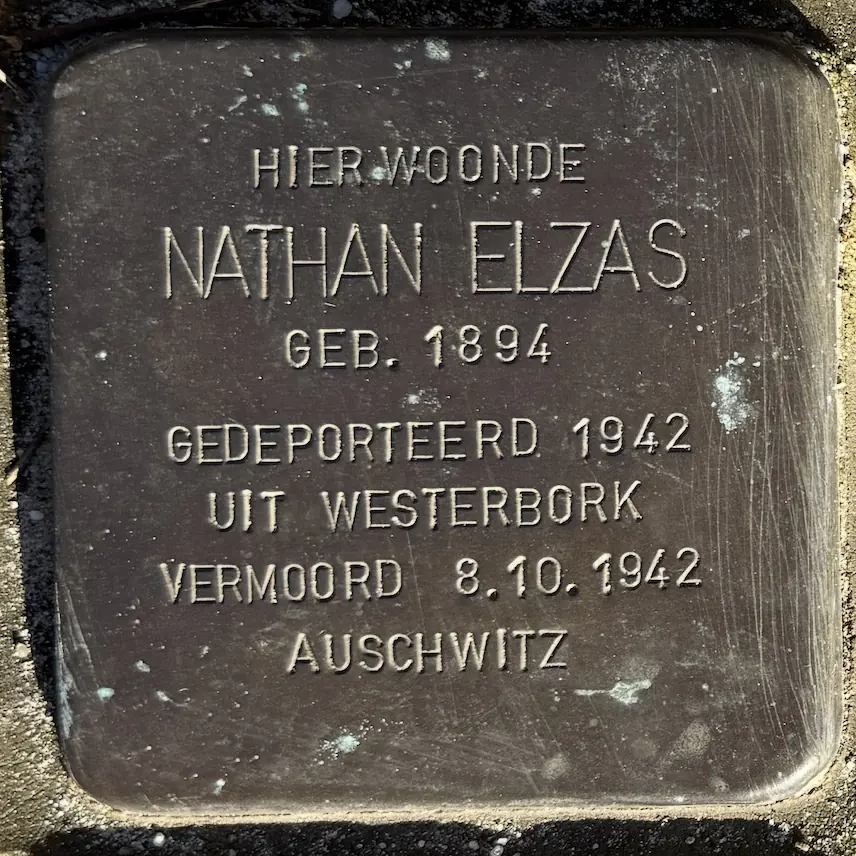 HIER WOONDE
NATHAN ELZAS
GEB. 1894
GEDEPORTEERD 1942
UIT WESTERBORK
VERMOORD 8.10.1942
AUSCHWITZ